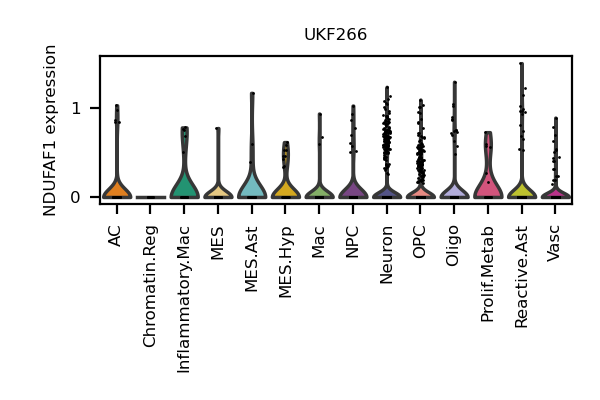 UKF266
NDUFAF1 expression
1
0
AC
Chromatin.Reg
Inflammatory.Mac
MES
MES.Ast
MES.Hyp
Mac
NPC
Neuron
OPC
Oligo
Prolif.Metab
Reactive.Ast
Vasc